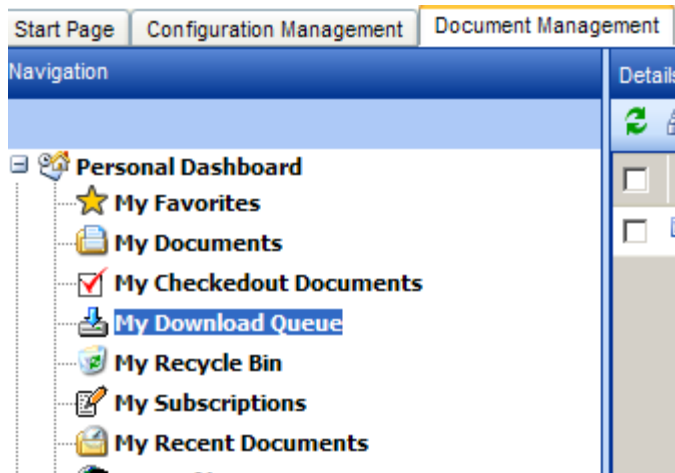 Start Page Configuration Management Document Management
Navigation
Personal Dashboard
My Favorites
My Documents
My Checkedout Documents
My Download Queue
My Recycle Bin
My Subscriptions
My Recent Documents